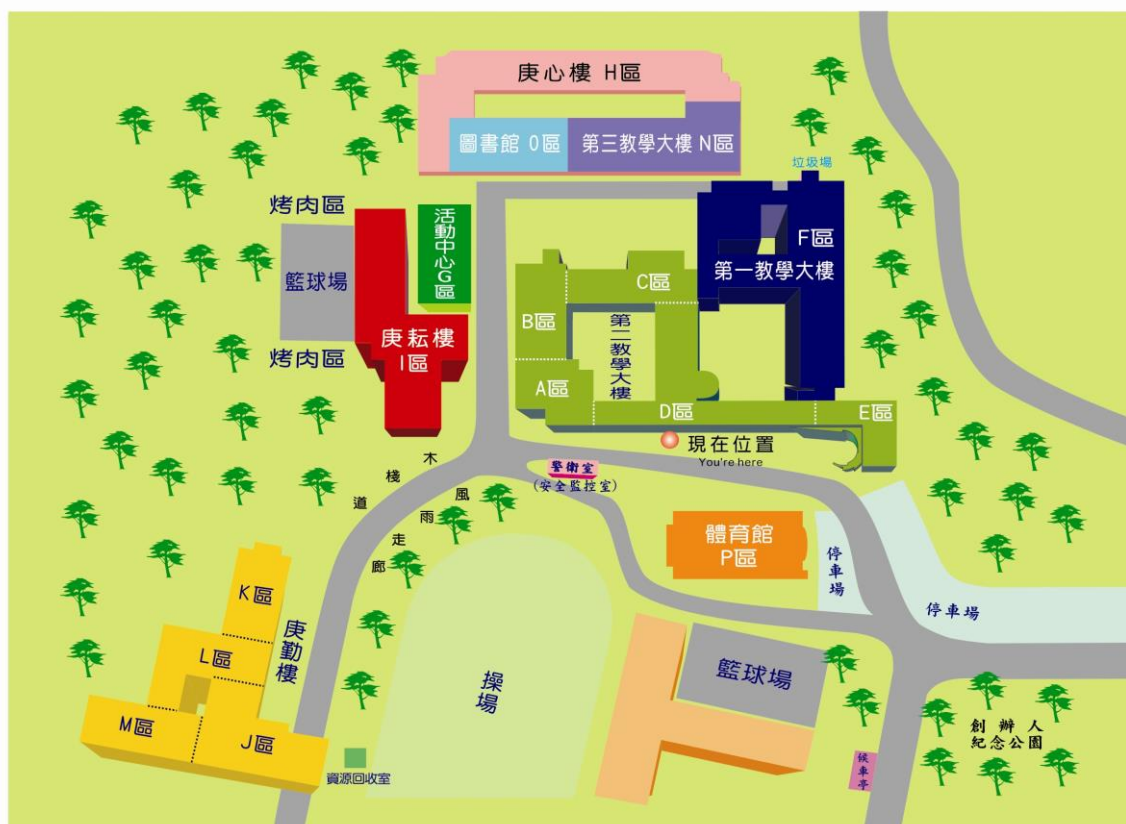 庚心樓 H區
圖書館 O區
第三教學大樓 N區
垃圾場
烤肉區
活動中心G區
籃球場
F區
第一教學大樓
C區
B區
第二教學大樓
庚耘樓
I區
烤肉區
A區
D區
E區
現在位置
You're here
警衛室
(安全監控室)
木棧道
風雨走廊
體育館
P區
停車場
停車場
K區
庚勤樓
L區
M區
J區
操場
籃球場
資源回收室
創辦人
紀念公園
候車亭